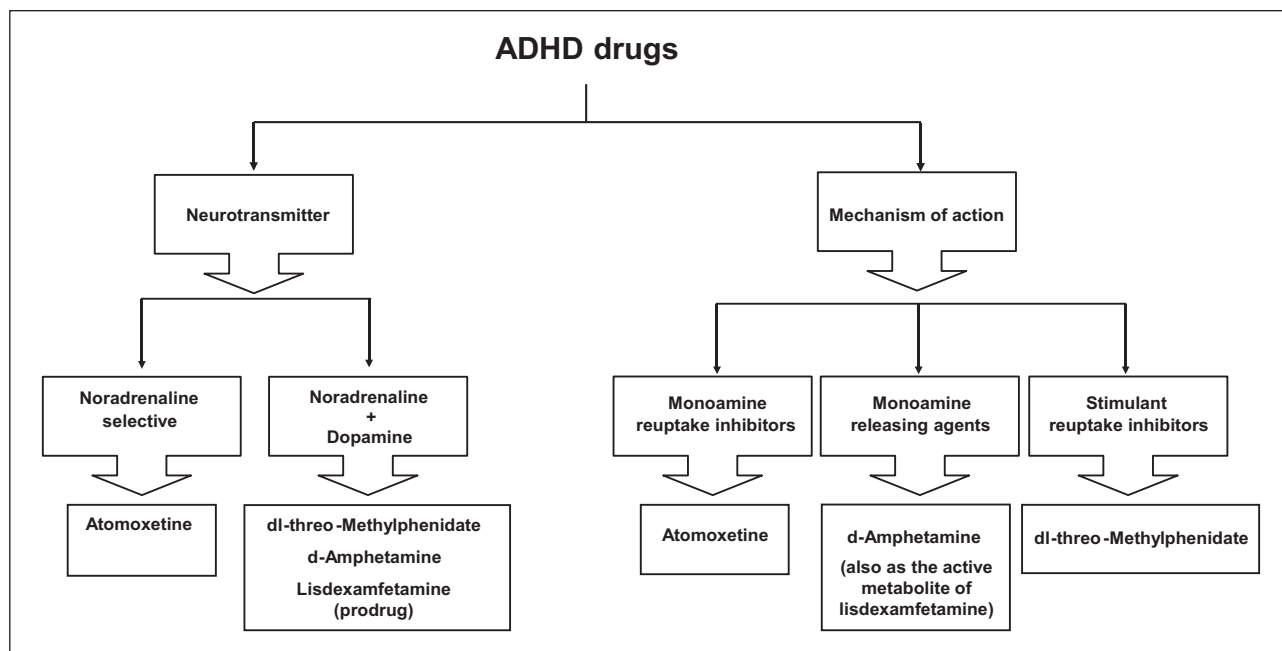 ADHD drugs
Neurotransmitter
Mechanism of action
Noradrenaline
selective
Noradrenaline
+
Dopamine
Monoamine
reuptake inhibitors
Monoamine
releasing agents
Stimulant
reuptake inhibitors
Atomoxetine
dl-threo-Methylphenidate
d-Amphetamine
Lisdexamfetamine
(prodrug)
Atomoxetine
d-Amphetamine
(also as the active
metabolite of
lisdexamfetamine)
dl-threo-Methylphenidate